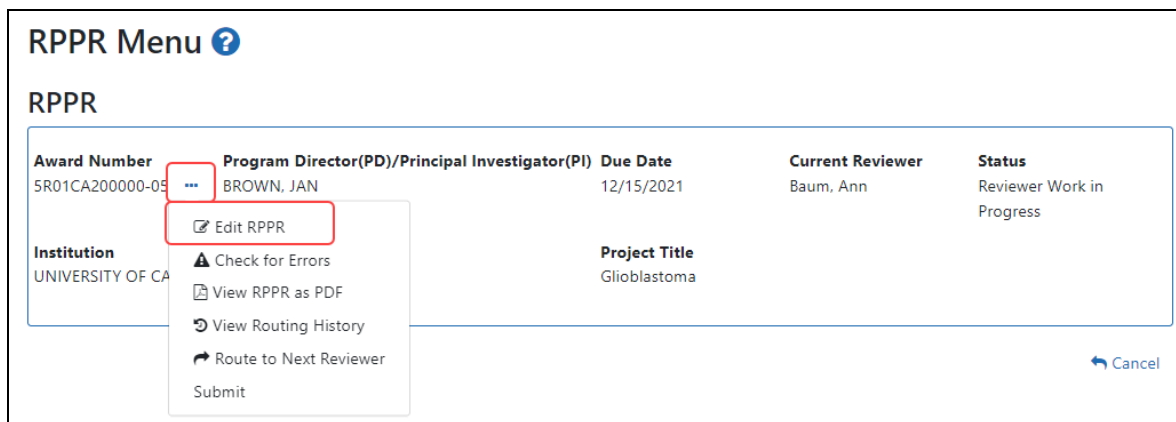 RPPR Menu ?
RPPR
Award Number Program Director(PD)/Principal Investigator(PI) Due Date Current Reviewer Status
5R01CA200000-05 ... BROWN, JAN 12/15/2021 Baum, Ann Reviewer Work in
Progress
Edit RPPR
Institution Project Title
Check for Errors
UNIVERSITY OF CA Glioblastoma
View RPPR as PDF
View Routing History
Route to Next Reviewer
Submit
Cancel